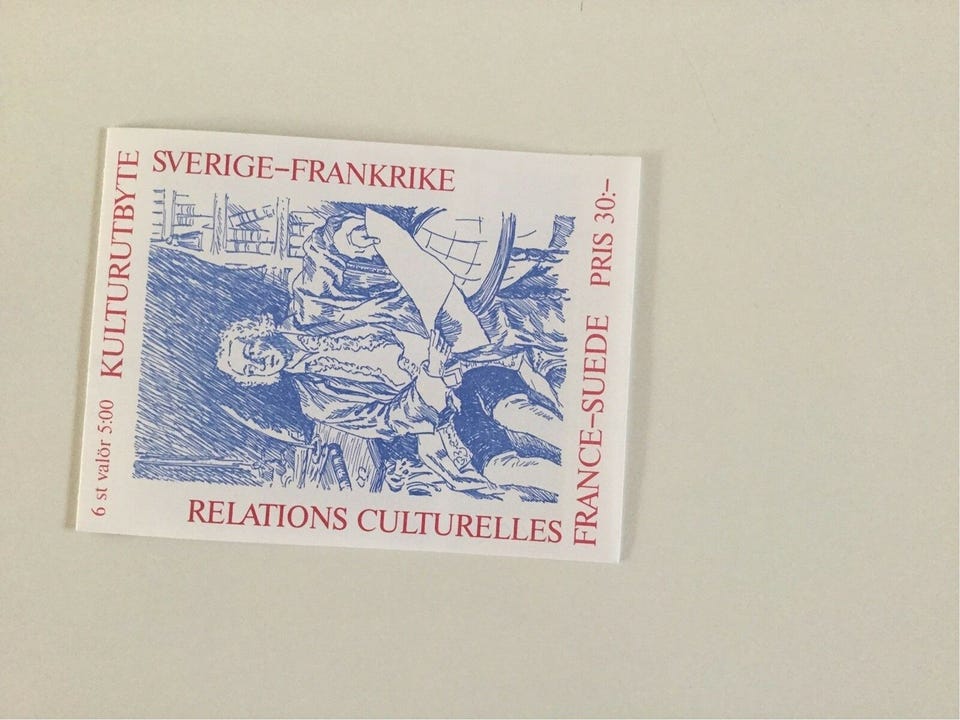 6 st valör 5:00 KULTURUTBYTE
SVERIGE–FRANKRIKE
RELATIONS CULTURELLES
FRANCE–SUEDE PRIS 30:–